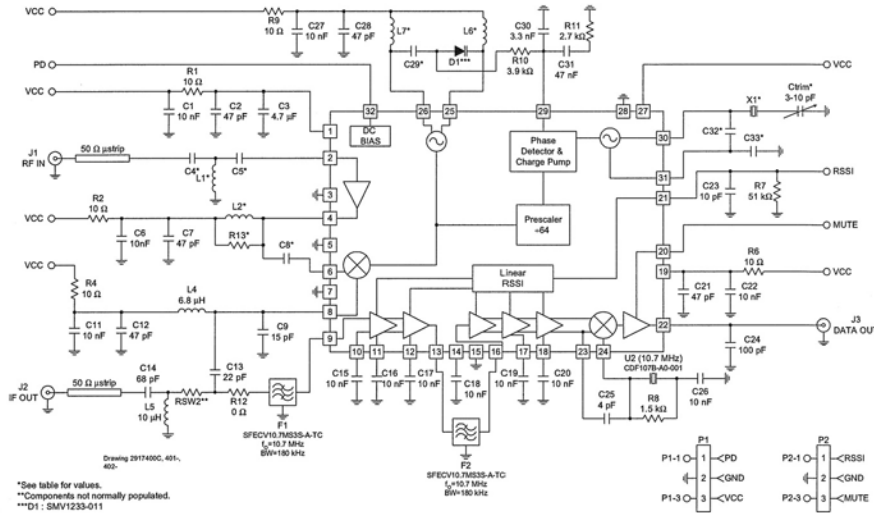 VCC
R9
10 Ω
C27
10 nF
C28
47 pF
L7*
L6*
C29*
D1***
R10
3.9 kΩ
C30
3.3 nF
C31
47 nF
R11
2.7 kΩ
VCC
PD
VCC
R1
10 Ω
C1
10 nF
C2
47 pF
C3
4.7 µF
32
DC
BIAS
26
25
29
28
27
1
J1
RF IN
50 Ω µstrip
C4*
L1*
C5*
2
3
Phase
Detector &
Charge Pump
Prescaler
÷64
30
31
21
X1*
Ctrim*
3-10 pF
C32*
C33*
RSSI
C23
10 pF
R7
51 kΩ
VCC
R2
10 Ω
C6
10nF
C7
47 pF
L2*
R13*
C8*
4
5
6
7
Linear
RSSI
20
MUTE
19
R6
10 Ω
VCC
C21
47 pF
C22
10 nF
VCC
R4
10 Ω
L4
6.8 µH
C11
10 nF
C12
47 pF
C9
15 pF
8
9
22
J3
DATA OUT
C24
100 pF
10
11
12
13
14
15
16
17
18
23
24
C15
10 nF
C16
10 nF
C17
10 nF
C18
10 nF
C19
10 nF
C20
10 nF
U2 (10.7 MHz)
CDF107B-A0-001
C25
4 pF
R8
1.5 kΩ
C26
10 nF
J2
IF OUT
50 Ω µstrip
C14
68 pF
L5
10 µH
RSW2**
C13
22 pF
R12
0 Ω
F1
SFECV10.7MS3S-A-TC
fo=10.7 MHz
BW=180 kHz
F2
SFECV10.7MS3S-A-TC
fo=10.7 MHz
BW=180 kHz
P1
P1-1
1
PD
2
GND
P1-3
3
VCC
P2
P2-1
1
RSSI
2
GND
P2-3
3
MUTE
Drawing 2917400C, 401-,
402-
*See table for values.
**Components not normally populated.
***D1 : SMV1233-011